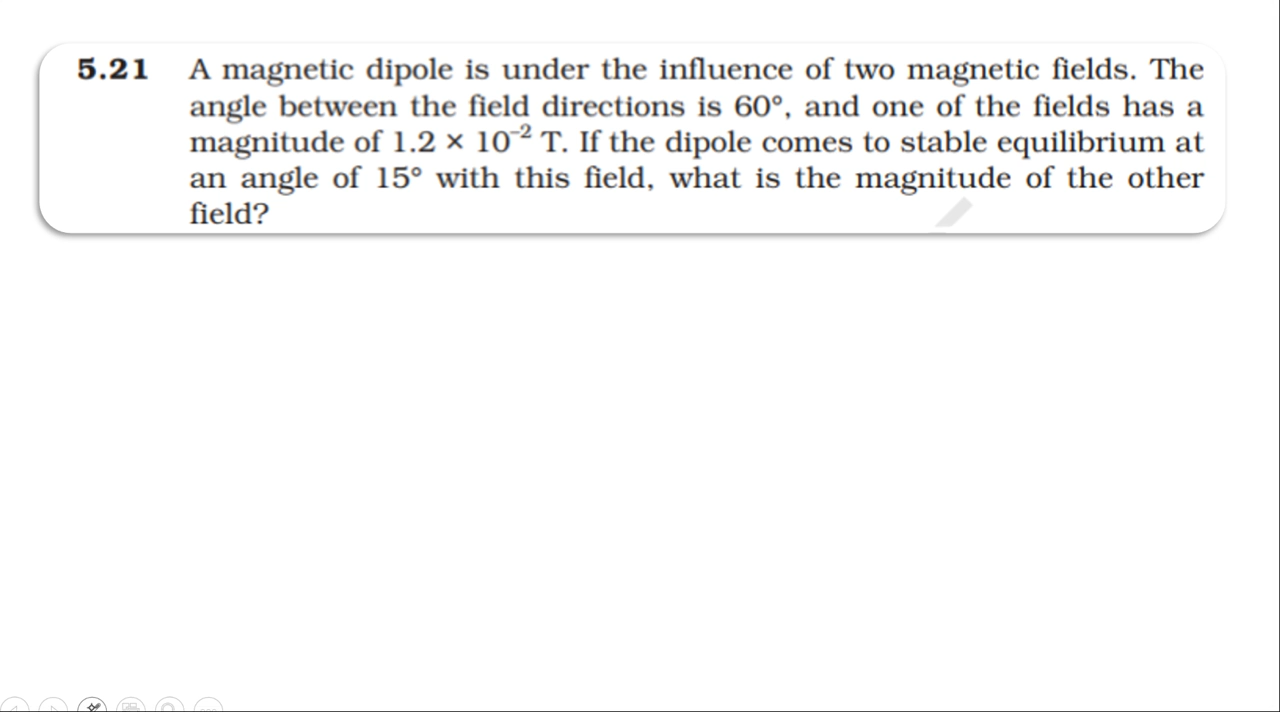 5.21 A magnetic dipole is under the influence of two magnetic fields. The
angle between the field directions is 60°, and one of the fields has a
magnitude of 1.2 × 10⁻² T. If the dipole comes to stable equilibrium at
an angle of 15° with this field, what is the magnitude of the other
field?